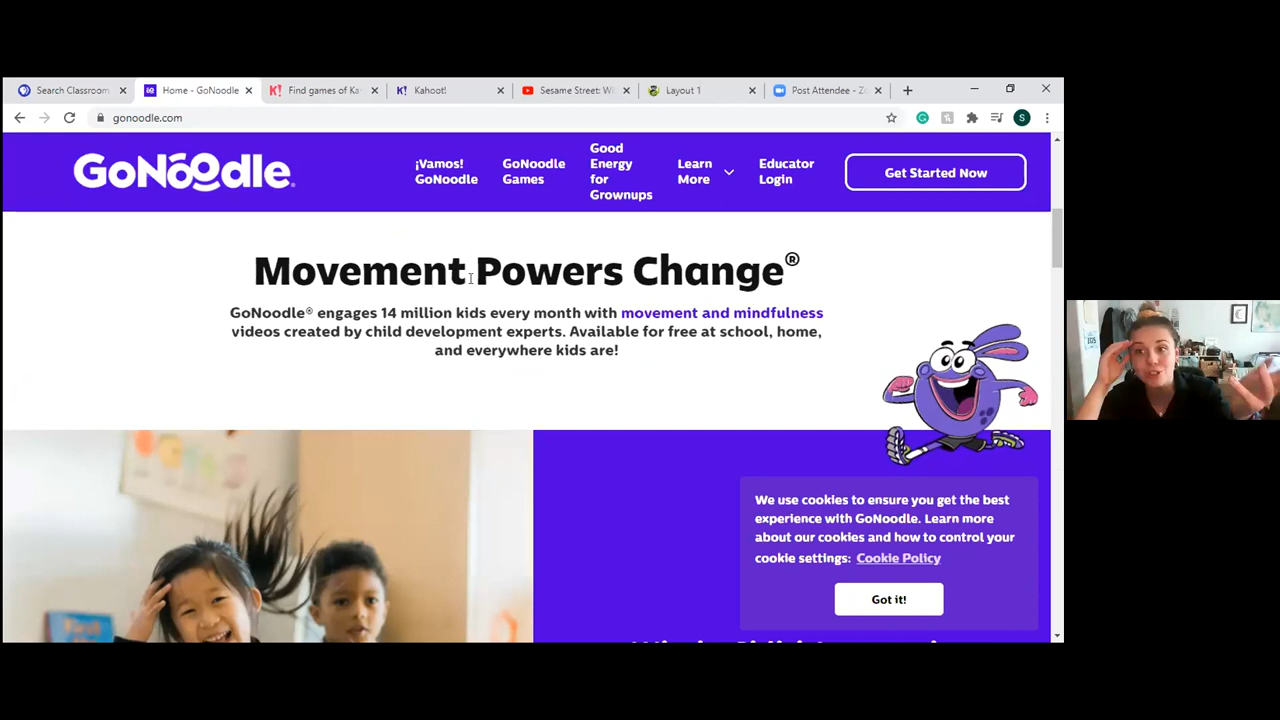 Search Classroom
Home - GoNoodle
Find games of Ka
Kahoot!
Sesame Street: Wi
Layout 1
Post Attendee - Zo
gonoodle.com
S
GoNoodle
¡Vamos! GoNoodle
GoNoodle Games
Good Energy for Grownups
Learn More
Educator Login
Get Started Now
Movement Powers Change®
GoNoodle® engages 14 million kids every month with movement and mindfulness
videos created by child development experts. Available for free at school, home,
and everywhere kids are!
We use cookies to ensure you get the best
experience with GoNoodle. Learn more
about our cookies and how to control your
cookie settings: Cookie Policy
Got it!